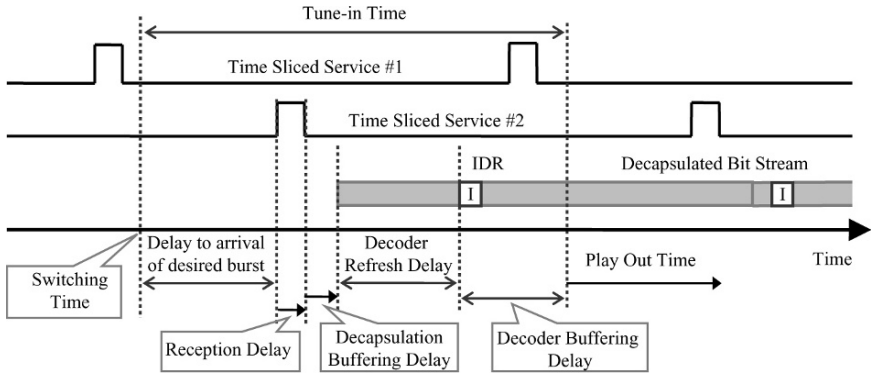 Tune-in Time
Time Sliced Service #1
Time Sliced Service #2
IDR
Decapsulated Bit Stream
I
I
Delay to arrival
of desired burst
Decoder
Refresh Delay
Play Out Time
Time
Switching
Time
Reception Delay
Decapsulation
Buffering Delay
Decoder Buffering
Delay